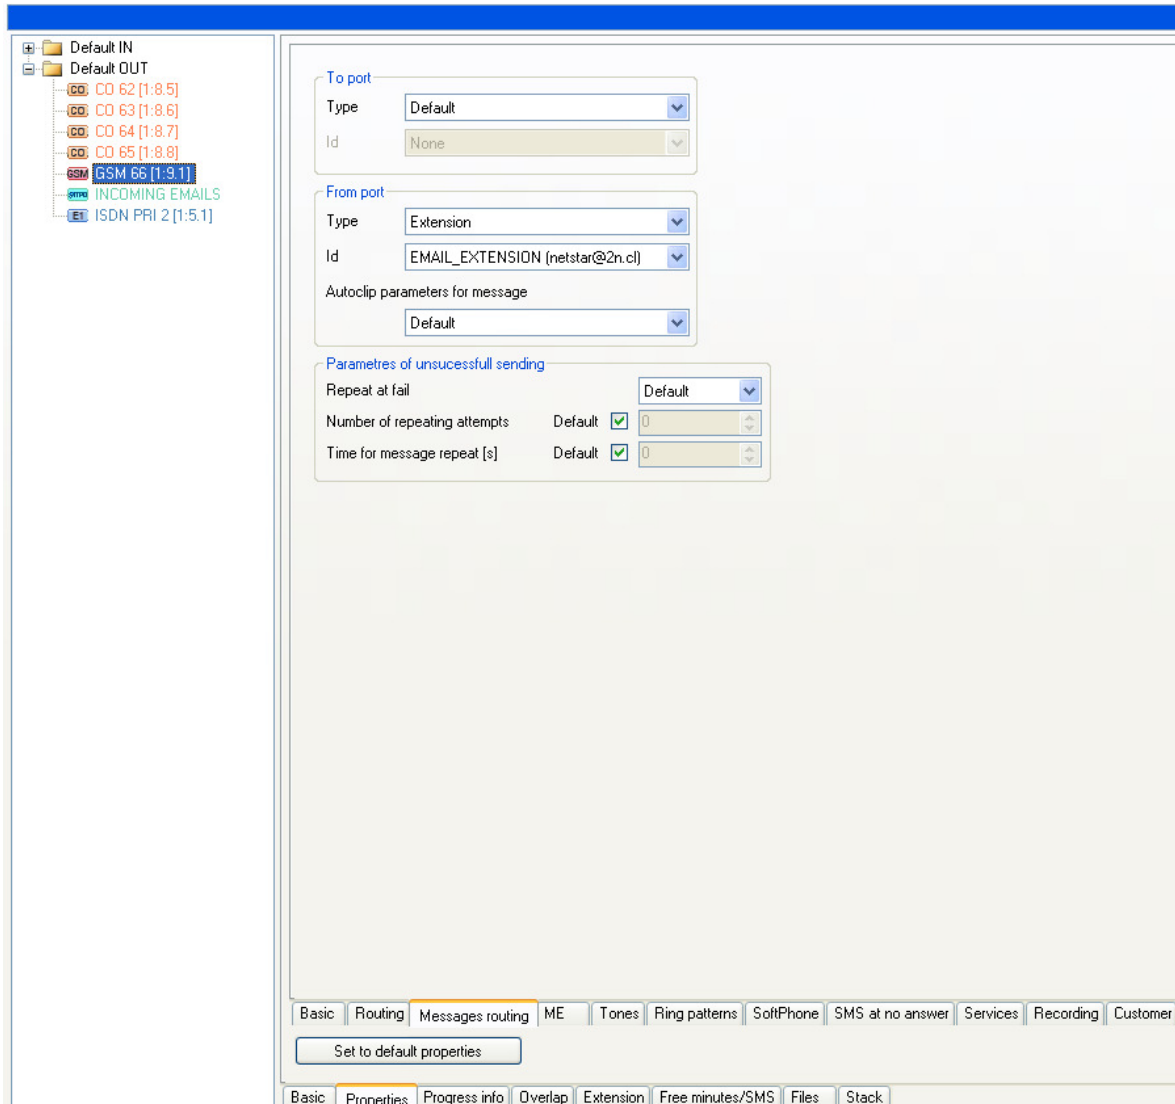 Default IN
Default OUT
CO CO 62 [1:8.5]
CO CO 63 [1:8.6]
CO CO 64 [1:8.7]
CO CO 65 [1:8.8]
GSM GSM 66 [1:9.1]
INCOMING EMAILS
E1 ISDN PRI 2 [1:5.1]
To port
Type Default
Id None
From port
Type Extension
Id EMAIL_EXTENSION (netstar@2n.cl)
Autoclip parameters for message
Default
Parametres of unsucessfull sending
Repeat at fail Default
Number of repeating attempts Default 0
Time for message repeat [s] Default 0
Basic Routing Messages routing ME Tones Ring patterns SoftPhone SMS at no answer Services Recording Customer
Set to default properties
Basic Properties Progress info Overlap Extension Free minutes/SMS Files Stack